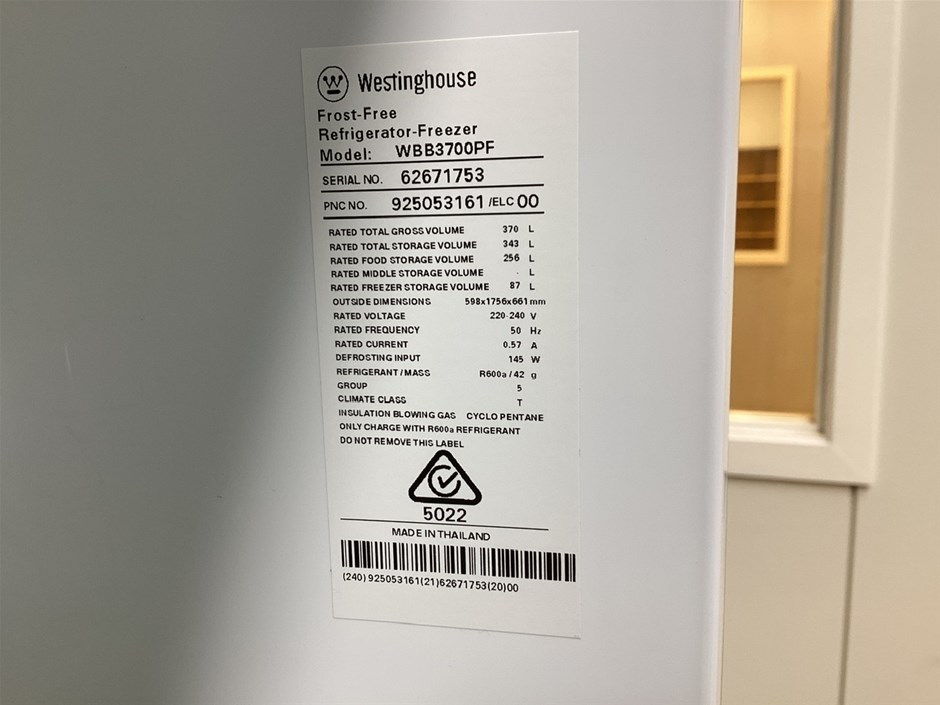 Westinghouse
Frost-Free
Refrigerator-Freezer
Model: WBB3700PF
SERIAL NO. 62671753
PNC NO. 925053161 /ELC 00
RATED TOTAL GROSS VOLUME 370 L
RATED TOTAL STORAGE VOLUME 343 L
RATED FOOD STORAGE VOLUME 256 L
RATED MIDDLE STORAGE VOLUME - L
RATED FREEZER STORAGE VOLUME 87 L
OUTSIDE DIMENSIONS 598x1756x661 mm
RATED VOLTAGE 220-240 V
RATED FREQUENCY 50 Hz
RATED CURRENT 0.57 A
DEFROSTING INPUT 145 W
REFRIGERANT / MASS R600a / 42 g
GROUP 5
CLIMATE CLASS T
INSULATION BLOWING GAS CYCLO PENTANE
ONLY CHARGE WITH R600a REFRIGERANT
DO NOT REMOVE THIS LABEL
5022
MADE IN THAILAND
(240) 925053161(21)62671753(20)00